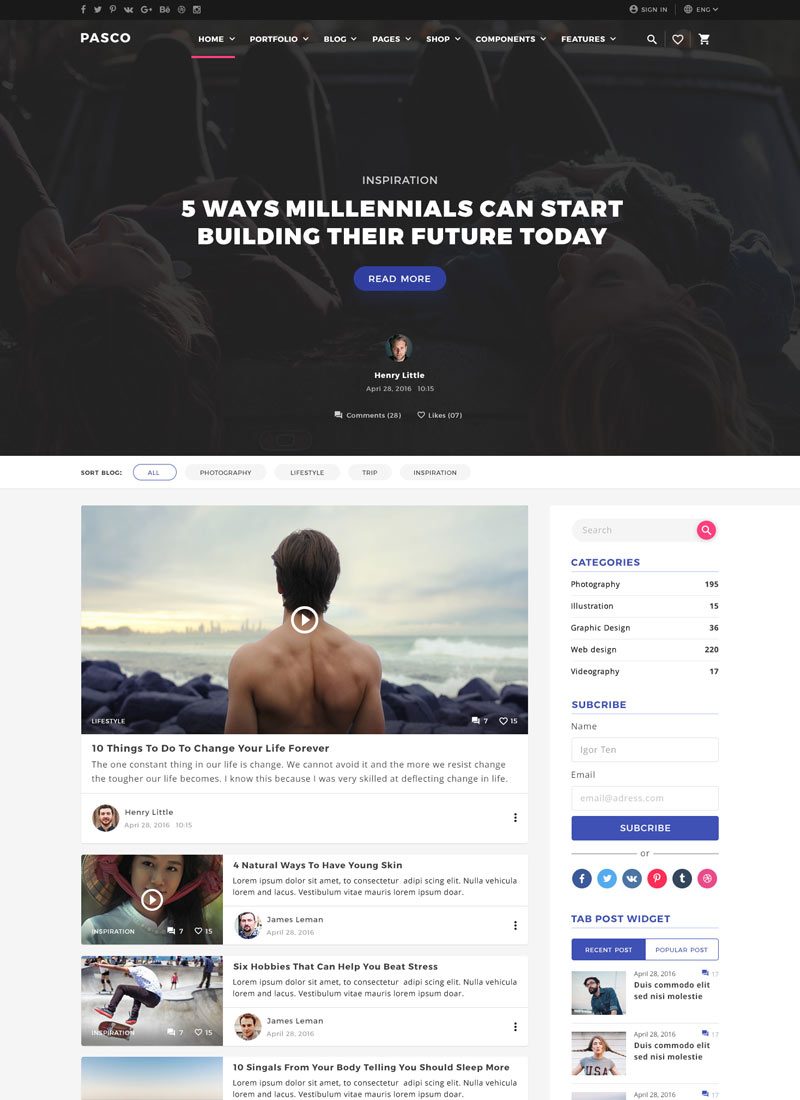 SIGN IN ENG
PASCO HOME PORTFOLIO BLOG PAGES SHOP COMPONENTS FEATURES
INSPIRATION
5 WAYS MILLLENNIALS CAN START
BUILDING THEIR FUTURE TODAY
READ MORE
Henry Little
Apri 28, 2016 10:15
Comments (28) Likes (07)
SORT BLOG: ALL PHOTOGRAPHY LIFESTYLE TRIP INSPIRATION
LIFESTYLE 7 15
10 Things To Do To Change Your Life Forever
The one constant thing in our life is change. We cannot avoid it and the more we resist change
the tougher our life becomes. I know this because I was very skilled at deflecting change in life.
Henry Little
Apri 28, 2016 10:15
INSPIRATION 7 15
4 Natural Ways To Have Young Skin
Lorem ipsum dolor sit amet, to consectetur adipi scing elit. Nulla vehicula
lorem and lacus. Vestibulum vitae mauris lorem ipsum doar.
James Leman
April 28, 2016
INSPIRATION 7 15
Six Hobbies That Can Help You Beat Stress
Lorem ipsum dolor sit amet, to consectetur adipi scing elit. Nulla vehicula
lorem and lacus. Vestibulum vitae mauris lorem ipsum doar.
James Leman
April 28, 2016
10 Singals From Your Body Telling You Should Sleep More
Lorem ipsum dolor sit amet, to consectetur adipi scing elit. Nulla vehicula
lorem and lacus. Vestibulum vitae mauris lorem ipsum doar.
Search
CATEGORIES
Photography 195
Illustration 15
Graphic Design 36
Web design 220
Videography 17
SUBCRIBE
Name
Igor Ten
Email
email@adress.com
SUBCRIBE
or
TAB POST WIDGET
RECENT POST POPULAR POST
April 28, 2016 17
Duis commodo elit
sed nisi molestie
April 28, 2016 17
Duis commodo elit
sed nisi molestie
USA
April 28, 2016 17